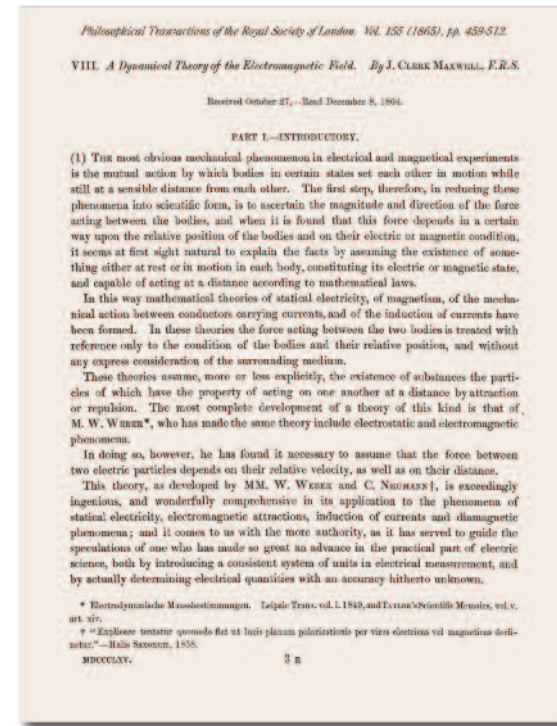 Philosophical Transactions of the Royal Society of London. Vol. 155 (1865), pp. 459-512.
VIII. A Dynamical Theory of the Electromagnetic Field. By J. CLERK MAXWELL, F.R.S.
Received October 27,—Read December 8, 1864.
PART I.—INTRODUCTORY.
(1) THE most obvious mechanical phenomenon in electrical and magnetical experiments
is the mutual action by which bodies in certain states set each other in motion while
still at a sensible distance from each other. The first step, therefore, in reducing these
phenomena into scientific form, is to ascertain the magnitude and direction of the force
acting between the bodies, and when it is found that this force depends in a certain
way upon the relative position of the bodies and on their electric or magnetic condition,
it seems at first sight natural to explain the facts by assuming the existence of some-
thing either at rest or in motion in each body, constituting its electric or magnetic state,
and capable of acting at a distance according to mathematical laws.
In this way mathematical theories of statical electricity, of magnetism, of the mecha-
nical action between conductors carrying currents, and of the induction of currents have
been formed. In these theories the force acting between the two bodies is treated with
reference only to the condition of the bodies and their relative position, and without
any express consideration of the surrounding medium.
These theories assume, more or less explicitly, the existence of substances the parti-
cles of which have the property of acting on one another at a distance by attraction
or repulsion. The most complete development of a theory of this kind is that of
M. W. WEBER*, who has made the same theory include electrostatic and electromagnetic
phenomena.
In doing so, however, he has found it necessary to assume that the force between
two electric particles depends on their relative velocity, as well as on their distance.
This theory, as developed by MM. W. WEBER and C. NEUMANN†, is exceedingly
ingenious, and wonderfully comprehensive in its application to the phenomena of
statical electricity, electromagnetic attractions, induction of currents and diamagnetic
phenomena; and it comes to us with the more authority, as it has served to guide the
speculations of one who has made so great an advance in the practical part of electric
science, both by introducing a consistent system of units in electrical measurement, and
by actually determining electrical quantities with an accuracy hitherto unknown.
* Electrodynamische Maassbestimmungen. Leipzic Trans. vol. i. 1849, and TAYLOR'S Scientific Memoirs, vol. v.
art. xiv.
† "Explicare tentatur quomodo fiat ut lucis planum polarizationis per vires electricas vel magneticas decli-
netur."—Halis Saxonum, 1858.
MDCCCLXV. 3 R